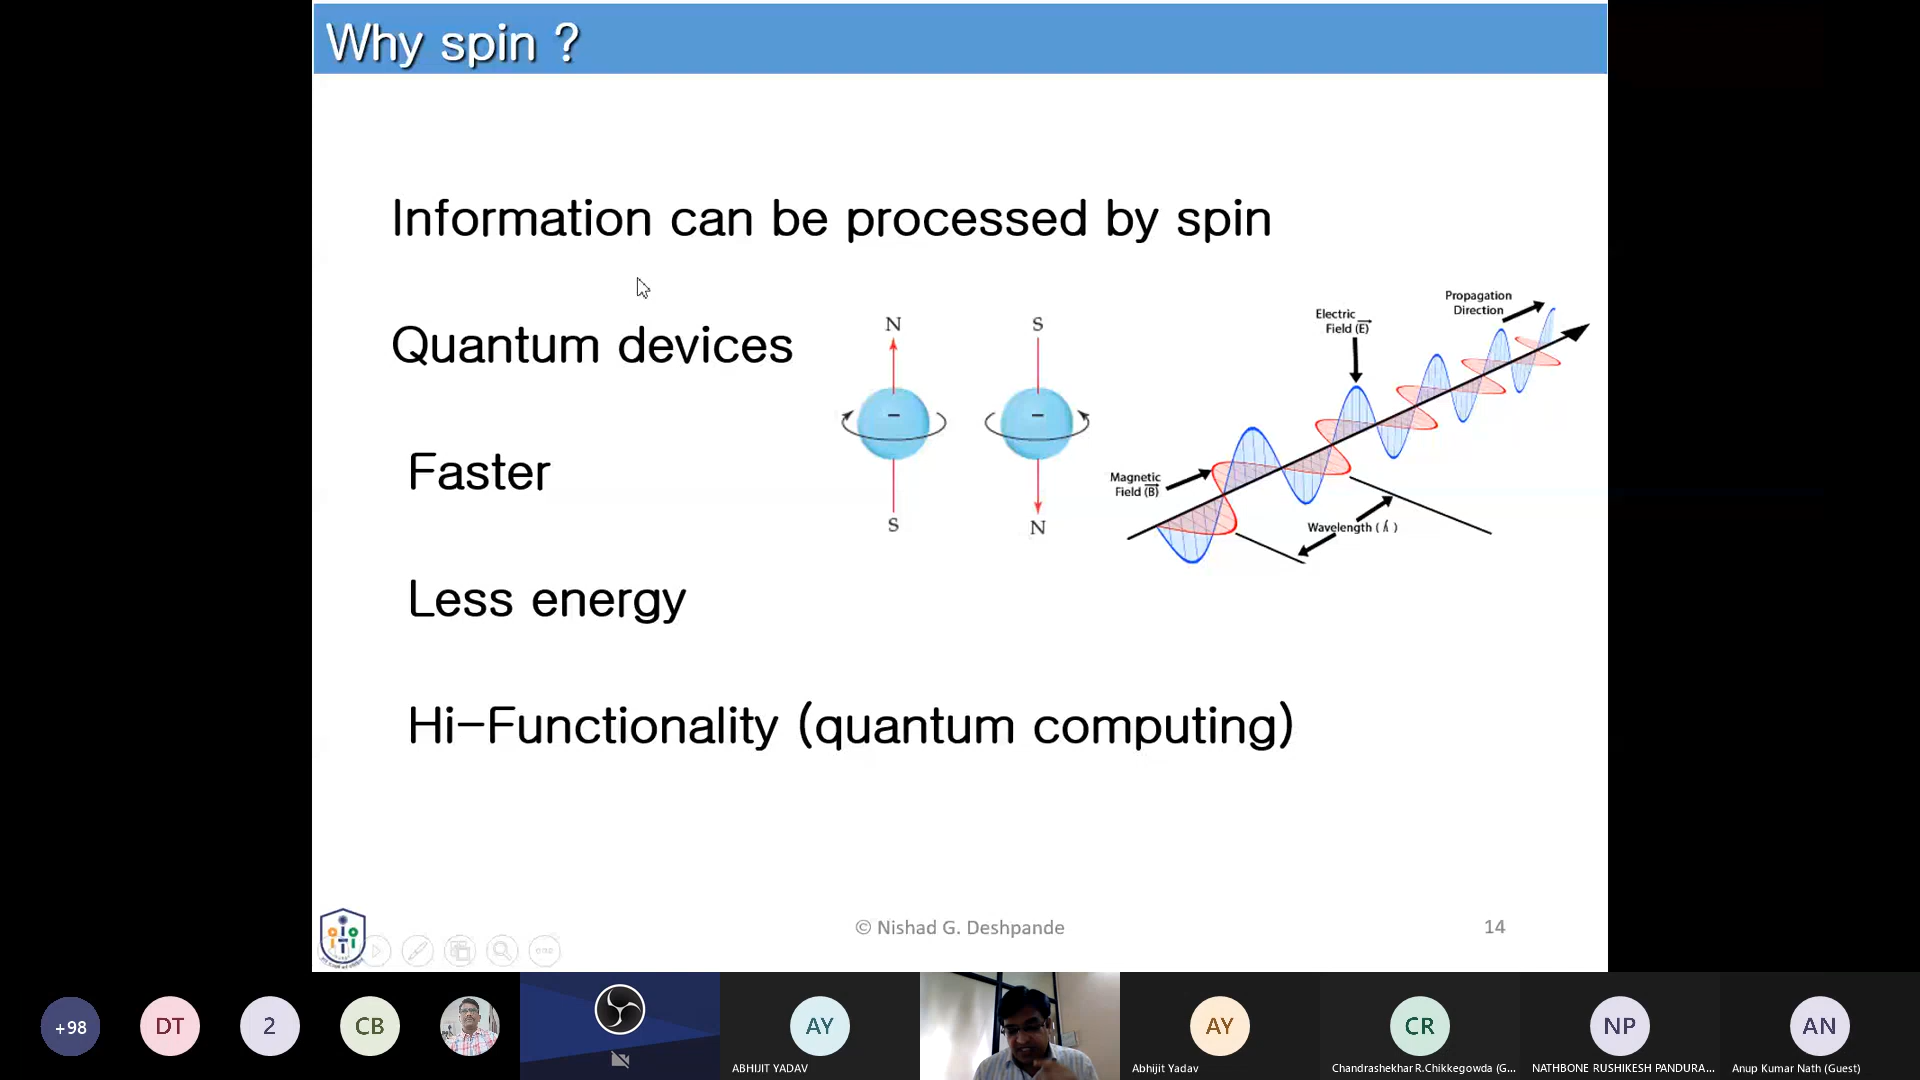 Why spin ?
Information can be processed by spin
Quantum devices
Faster
Less energy
Hi-Functionality (quantum computing)
N
S
S
N
Propagation
Direction
Electric
Field (E)
Magnetic
Field (B)
Wavelength ( λ )
© Nishad G. Deshpande
14
+98
DT
2
CB
AY
ABHIJIT YADAV
AY
Abhijit Yadav
CR
Chandrashekhar R.Chikkegowda (G...
NP
NATHBONE RUSHIKESH PANDURA...
AN
Anup Kumar Nath (Guest)